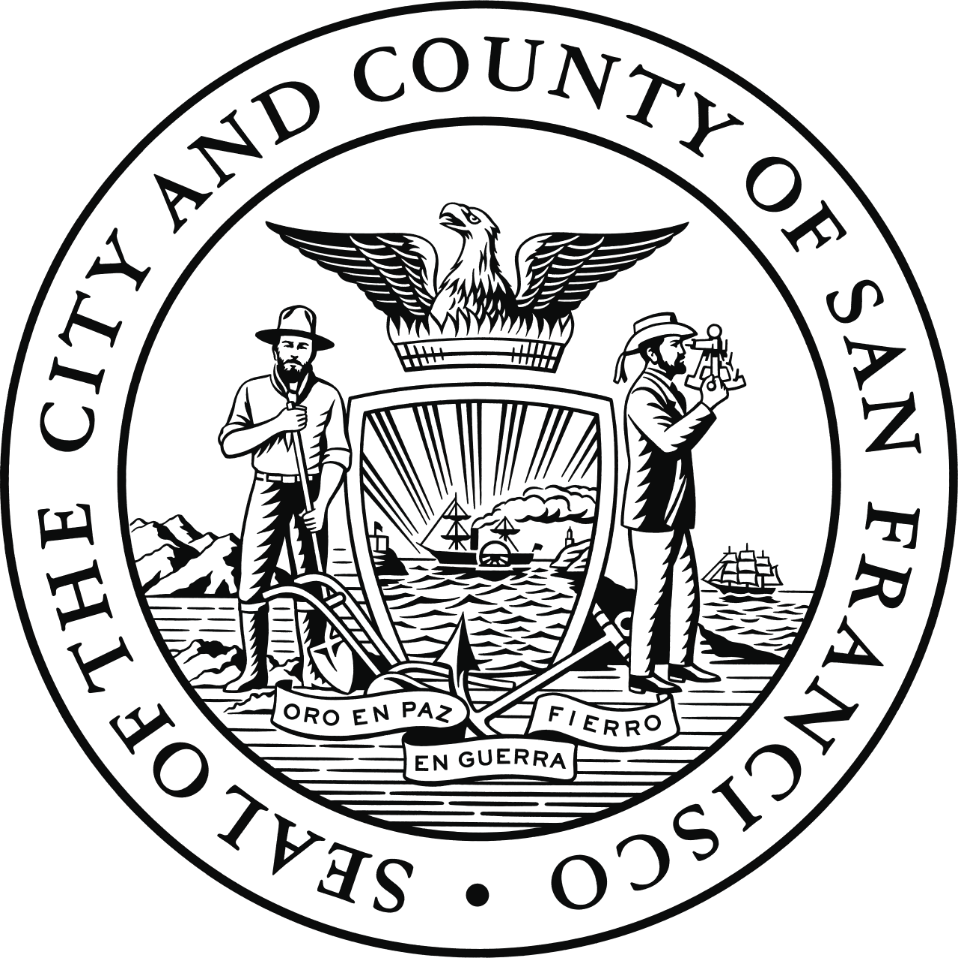 SEAL OF THE CITY AND COUNTY OF SAN FRANCISCO •
ORO EN PAZ
FIERRO
EN GUERRA